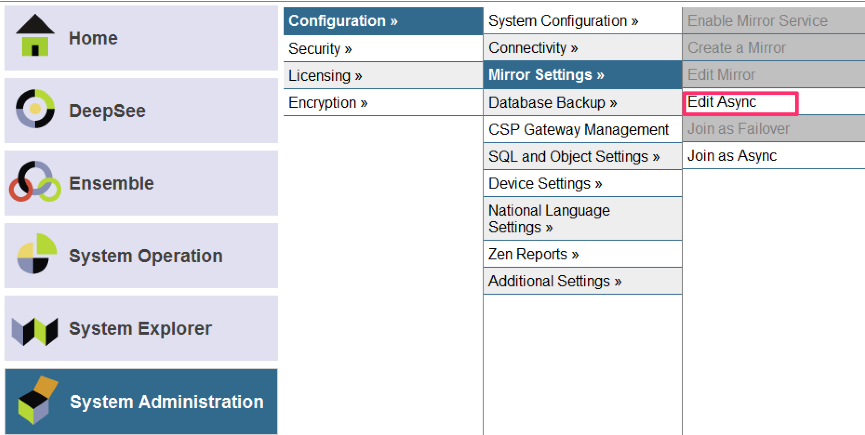 Home
DeepSee
Ensemble
System Operation
System Explorer
System Administration
Configuration »
Security »
Licensing »
Encryption »
System Configuration »
Connectivity »
Mirror Settings »
Database Backup »
CSP Gateway Management
SQL and Object Settings »
Device Settings »
National Language
Settings »
Zen Reports »
Additional Settings »
Enable Mirror Service
Create a Mirror
Edit Mirror
Edit Async
Join as Failover
Join as Async